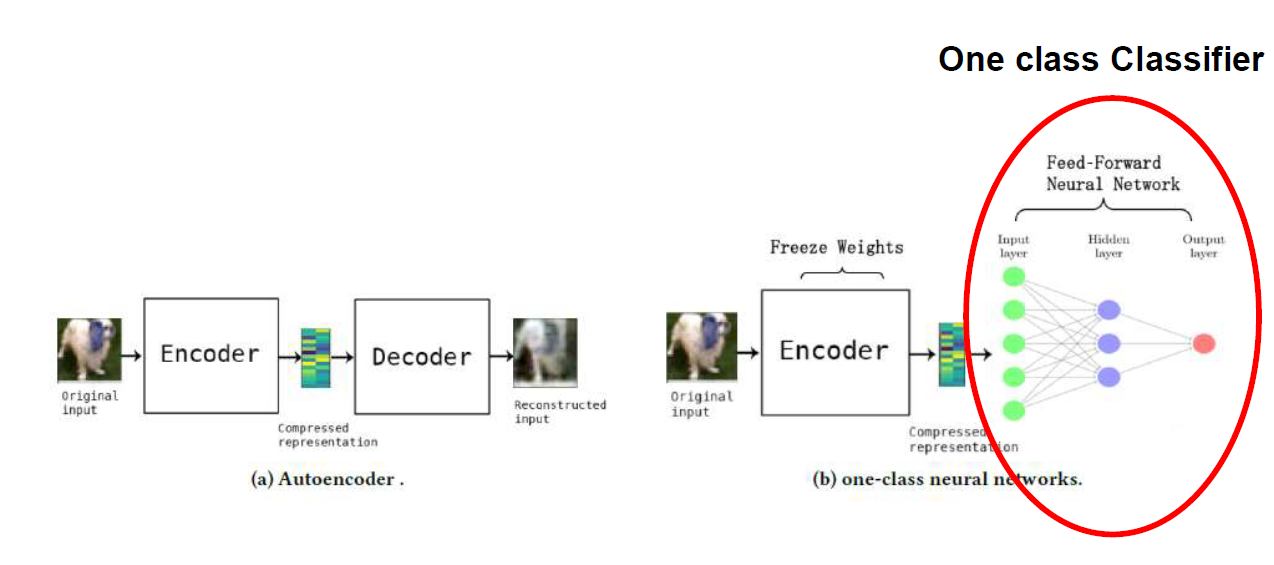 One class Classifier
Feed-Forward
Neural Network
Freeze Weights
Input
layer
Hidden
layer
Output
layer
Encoder
Decoder
Encoder
Original
input
Compressed
representation
Reconstructed
input
Original
input
Compressed
representation
(a) Autoencoder .
(b) one-class neural networks.